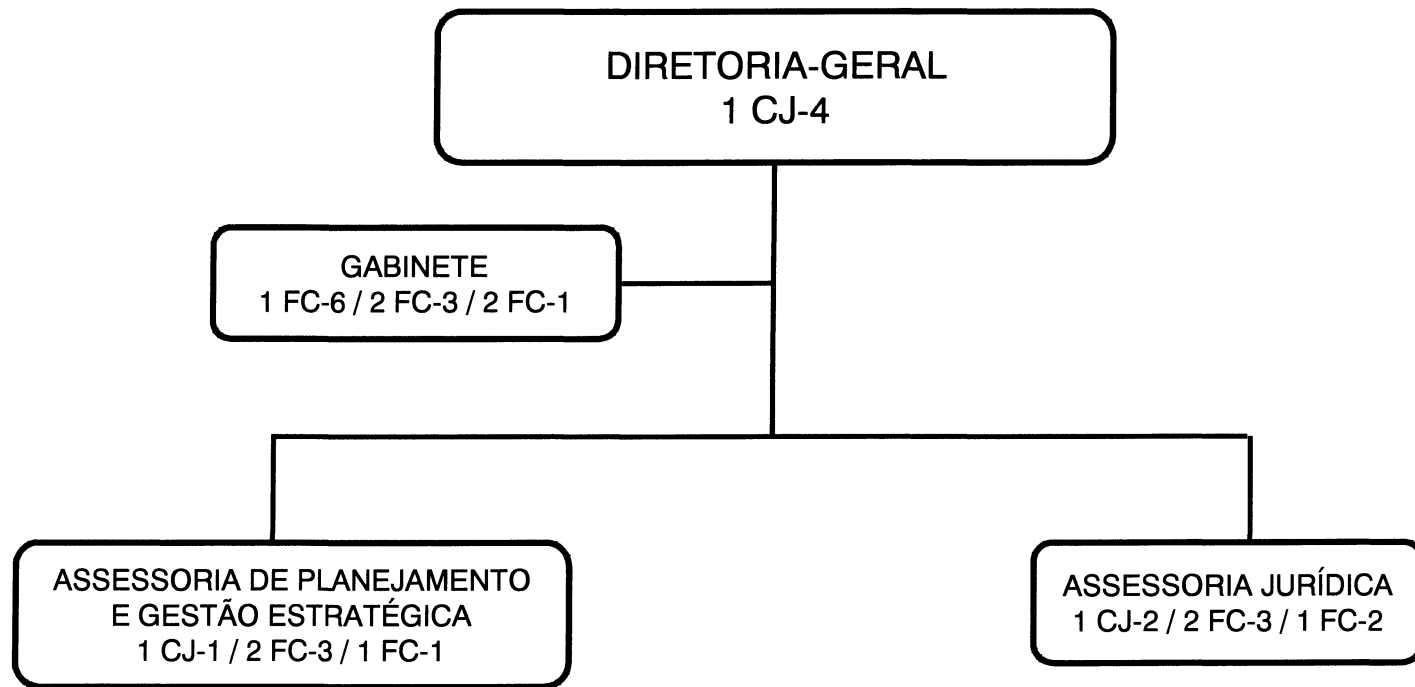 DIRETORIA-GERAL
1 CJ-4
GABINETE
1 FC-6 / 2 FC-3 / 2 FC-1
ASSESSORIA DE PLANEJAMENTO
E GESTÃO ESTRATÉGICA
1 CJ-1 / 2 FC-3 / 1 FC-1
ASSESSORIA JURÍDICA
1 CJ-2 / 2 FC-3 / 1 FC-2